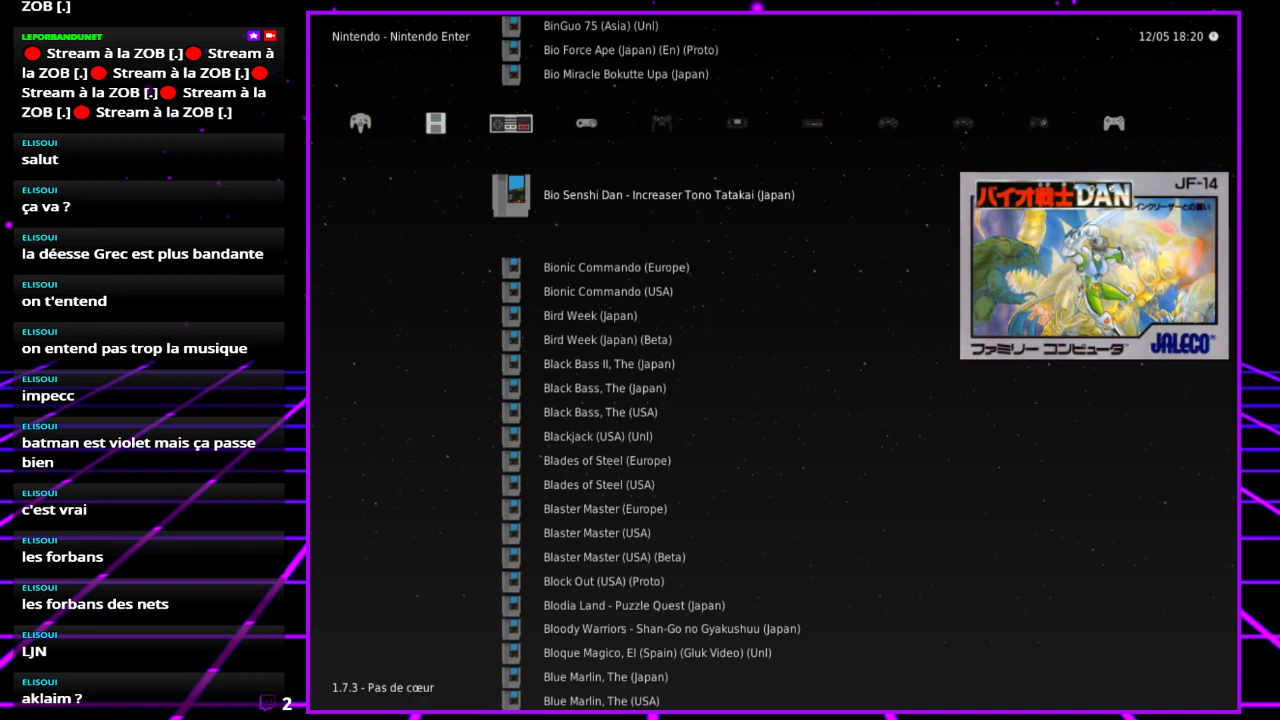 ZOB [.]
LEFORBANDUNET
Stream à la ZOB [.] Stream à
la ZOB [.] Stream à la ZOB [.]
Stream à la ZOB [.] Stream à la
ZOB [.] Stream à la ZOB [.]
ELISOUI
salut
ELISOUI
ça va ?
ELISOUI
la déesse Grec est plus bandante
ELISOUI
on t'entend
ELISOUI
on entend pas trop la musique
ELISOUI
impecc
ELISOUI
batman est violet mais ça passe
bien
ELISOUI
c'est vrai
ELISOUI
les forbans
ELISOUI
les forbans des nets
ELISOUI
LJN
ELISOUI
aklaim ?
2
Nintendo - Nintendo Enter
12/05 18:20
BinGuo 75 (Asia) (Unl)
Bio Force Ape (Japan) (En) (Proto)
Bio Miracle Bokutte Upa (Japan)
Bio Senshi Dan - Increaser Tono Tatakai (Japan)
Bionic Commando (Europe)
Bionic Commando (USA)
Bird Week (Japan)
Bird Week (Japan) (Beta)
Black Bass II, The (Japan)
Black Bass, The (Japan)
Black Bass, The (USA)
Blackjack (USA) (Unl)
Blades of Steel (Europe)
Blades of Steel (USA)
Blaster Master (Europe)
Blaster Master (USA)
Blaster Master (USA) (Beta)
Block Out (USA) (Proto)
Blodia Land - Puzzle Quest (Japan)
Bloody Warriors - Shan-Go no Gyakushuu (Japan)
Bloque Magico, El (Spain) (Gluk Video) (Unl)
Blue Marlin, The (Japan)
Blue Marlin, The (USA)
1.7.3 - Pas de cœur
JF-14
バイオ戦士DAN
インクリーザーとの闘い
ファミリー コンピュータ
JALECO